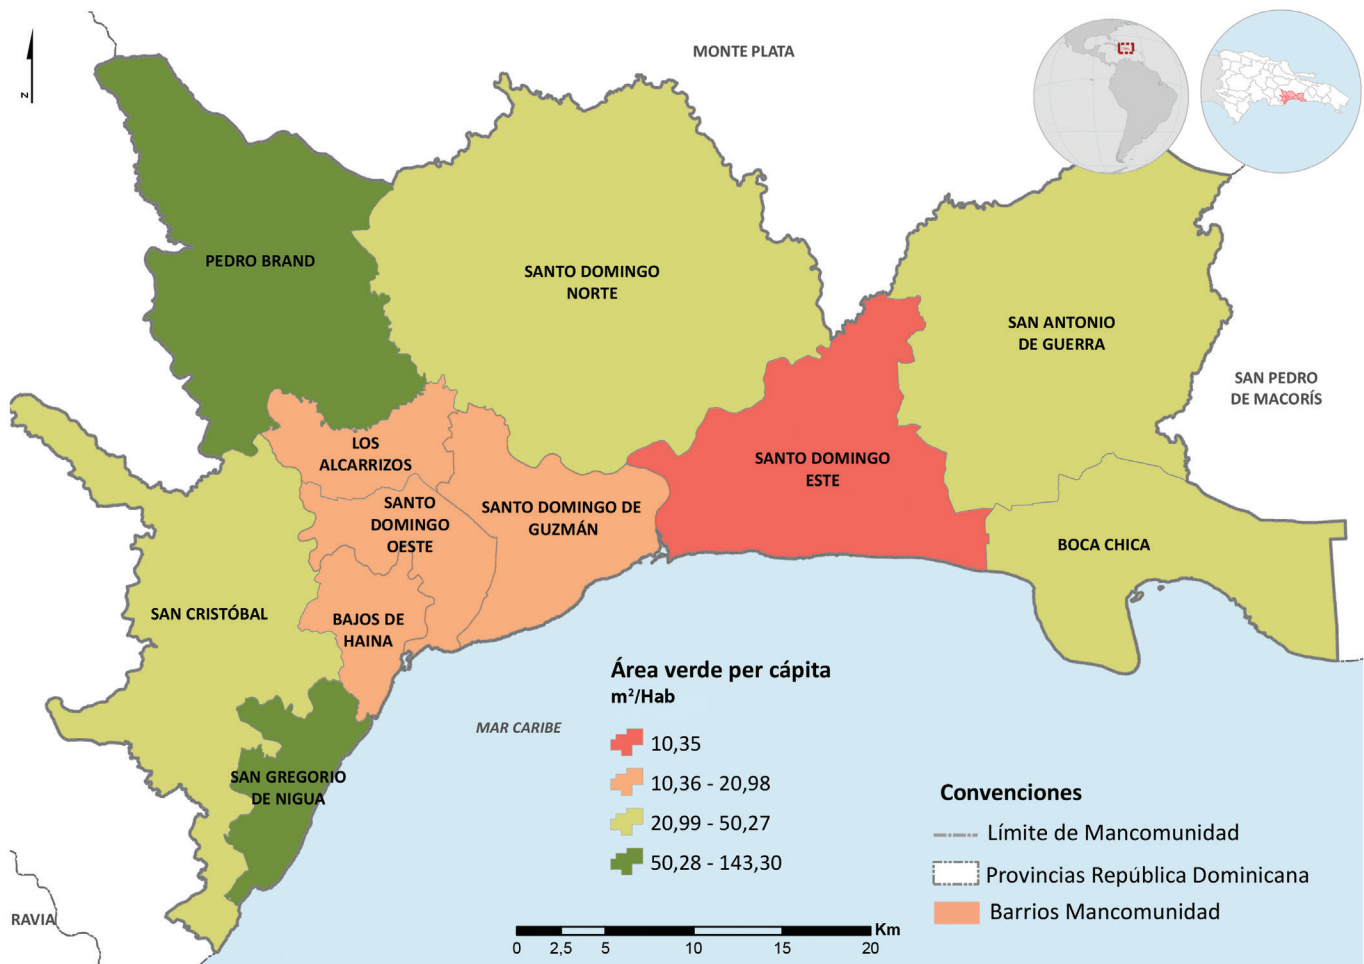 MONTE PLATA
z
PEDRO BRAND
SANTO DOMINGO
NORTE
SAN ANTONIO
DE GUERRA
SAN PEDRO
DE MACORÍS
LOS
ALCARRIZOS
SANTO DOMINGO
ESTE
SANTO
DOMINGO
OESTE
SANTO DOMINGO DE
GUZMÁN
BOCA CHICA
SAN CRISTÓBAL
BAJOS DE
HAINA
Área verde per cápita
m²/Hab
MAR CARIBE
10,35
10,36 - 20,98
20,99 - 50,27
50,28 - 143,30
SAN GREGORIO
DE NIGUA
Convenciones
Límite de Mancomunidad
Provincias República Dominicana
Barrios Mancomunidad
RAVIA
Km
0 2,5 5 10 15 20